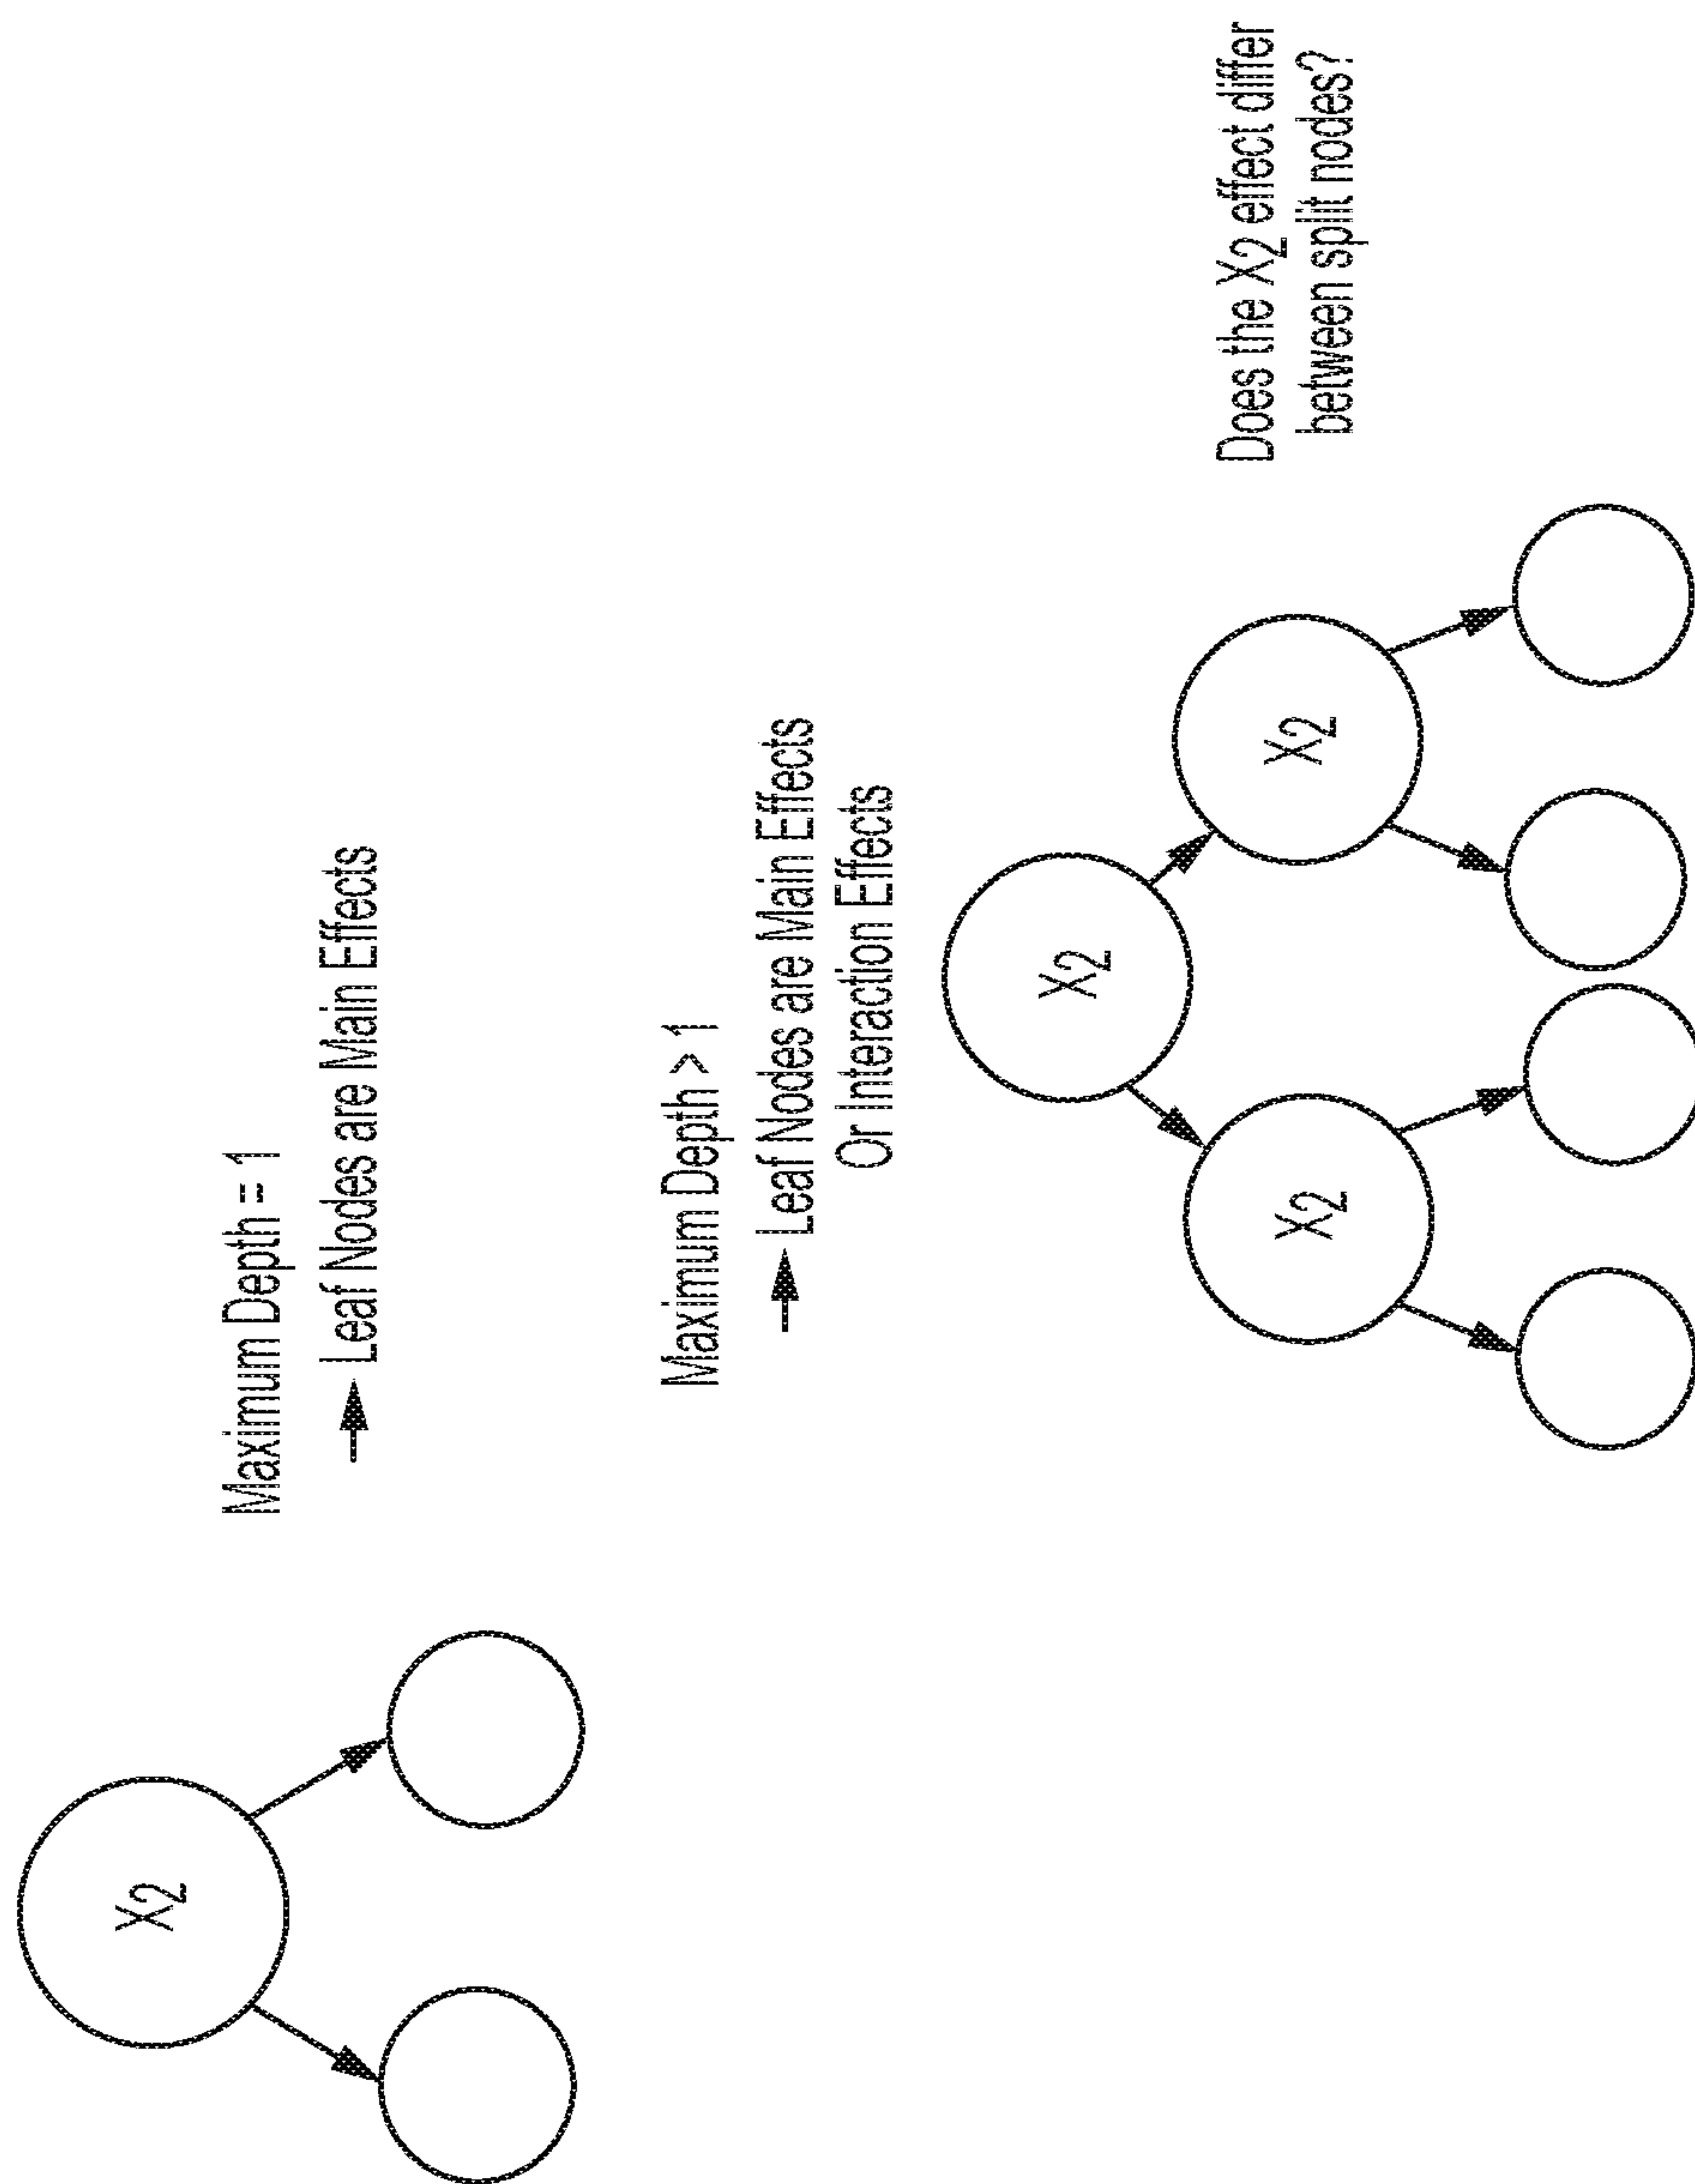 X₂
Maximum Depth = 1
→ Leaf Nodes are Main Effects
Maximum Depth > 1
→ Leaf Nodes are Main Effects
Or Interaction Effects
X₂
X₂
X₂
Does the X₂ effect differ
between split nodes?